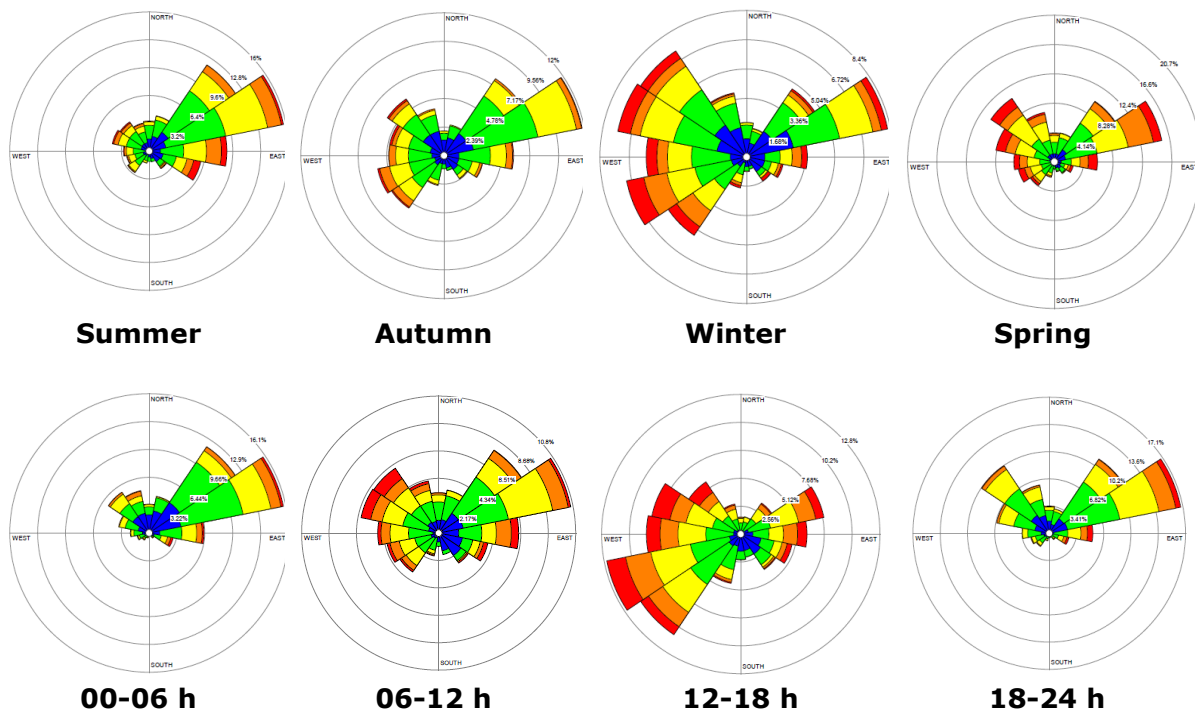 NORTH
WEST
EAST
SOUTH
3.2%
6.4%
9.6%
12.8%
16%
Summer
NORTH
WEST
EAST
SOUTH
2.39%
4.78%
7.17%
9.56%
12%
Autumn
NORTH
WEST
EAST
SOUTH
1.68%
3.36%
5.04%
6.72%
8.4%
Winter
NORTH
WEST
EAST
SOUTH
4.14%
8.28%
12.4%
16.6%
20.7%
Spring
NORTH
WEST
EAST
SOUTH
3.22%
6.44%
9.66%
12.9%
16.1%
00-06 h
NORTH
WEST
EAST
SOUTH
2.17%
4.34%
6.51%
8.68%
10.8%
06-12 h
NORTH
WEST
EAST
SOUTH
2.56%
5.12%
7.68%
10.2%
12.8%
12-18 h
NORTH
WEST
EAST
SOUTH
3.41%
6.82%
10.2%
13.6%
17.1%
18-24 h